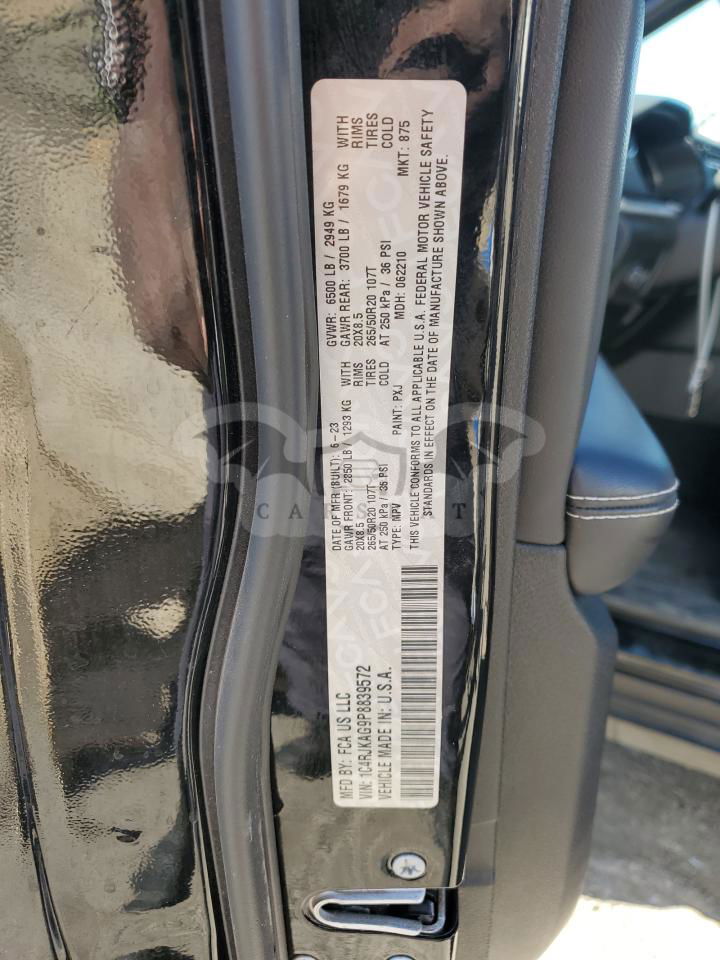 MFD BY: FCA US LLC
DATE OF MFR (BUILT): 6-23
GVWR: 6500 LB / 2949 KG
GAWR FRONT: 2850 LB / 1293 KG WITH
GAWR REAR: 3700 LB / 1679 KG WITH
20X8.5 RIMS
20X8.5 RIMS
265/50R20 107T TIRES
265/50R20 107T TIRES
AT 250 kPa / 36 PSI COLD
AT 250 kPa / 36 PSI COLD
VIN: 1C4RJKAG9P8839572
TYPE: MPV PAINT: PXJ MDH: 062210 MKT: 875
VEHICLE MADE IN: U.S.A.
THIS VEHICLE CONFORMS TO ALL APPLICABLE U.S.A. FEDERAL MOTOR VEHICLE SAFETY
STANDARDS IN EFFECT ON THE DATE OF MANUFACTURE SHOWN ABOVE.